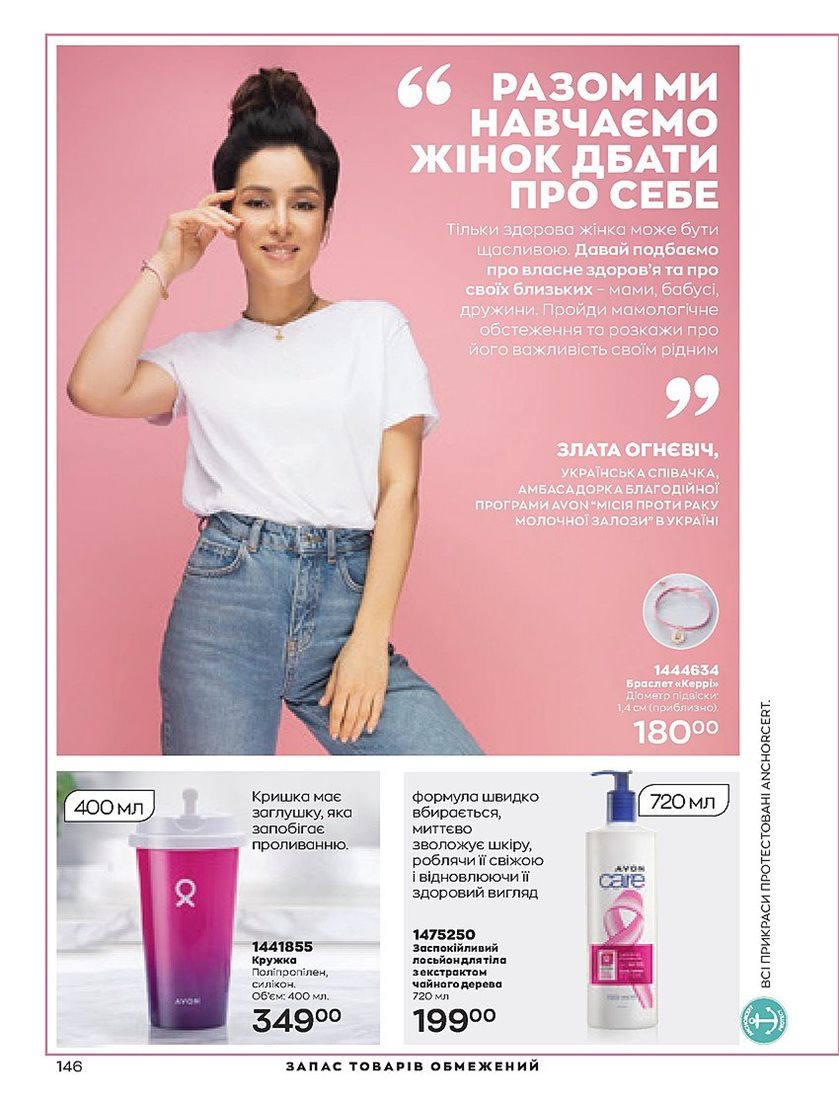 “ РАЗОМ МИ
НАВЧАЄМО
ЖІНОК ДБАТИ
ПРО СЕБЕ
Тільки здорова жінка може бути
щасливою. Давай подбаємо
про власне здоров’я та про
своїх близьких – мами, бабусі,
дружини. Пройди мамологічне
обстеження та розкажи про
його важливість своїм рідним
”
ЗЛАТА ОГНЄВІЧ,
УКРАЇНСЬКА СПІВАЧКА,
АМБАСАДОРКА БЛАГОДІЙНОЇ
ПРОГРАМИ AVON “МІСІЯ ПРОТИ РАКУ
МОЛОЧНОЇ ЗАЛОЗИ” В УКРАЇНІ
1444634
Браслет «Керрі»
Діаметр підвіски:
1,4 см (приблизно).
18000
400 мл
Кришка має
заглушку, яка
запобігає
проливанню.
AVON
1441855
Кружка
Поліпропілен,
силікон.
Об’єм: 400 мл.
34900
формула швидко
вбирається,
миттєво
зволожує шкіру,
роблячи її свіжою
і відновлюючи її
здоровий вигляд
1475250
Заспокійливий
лосьйон для тіла
з екстрактом
чайного дерева
720 мл
19900
720 мл
AVON
care
ВСІ ПРИКРАСИ ПРОТЕСТОВАНІ ANCHORCERT.
146
ЗАПАС ТОВАРІВ ОБМЕЖЕНИЙ